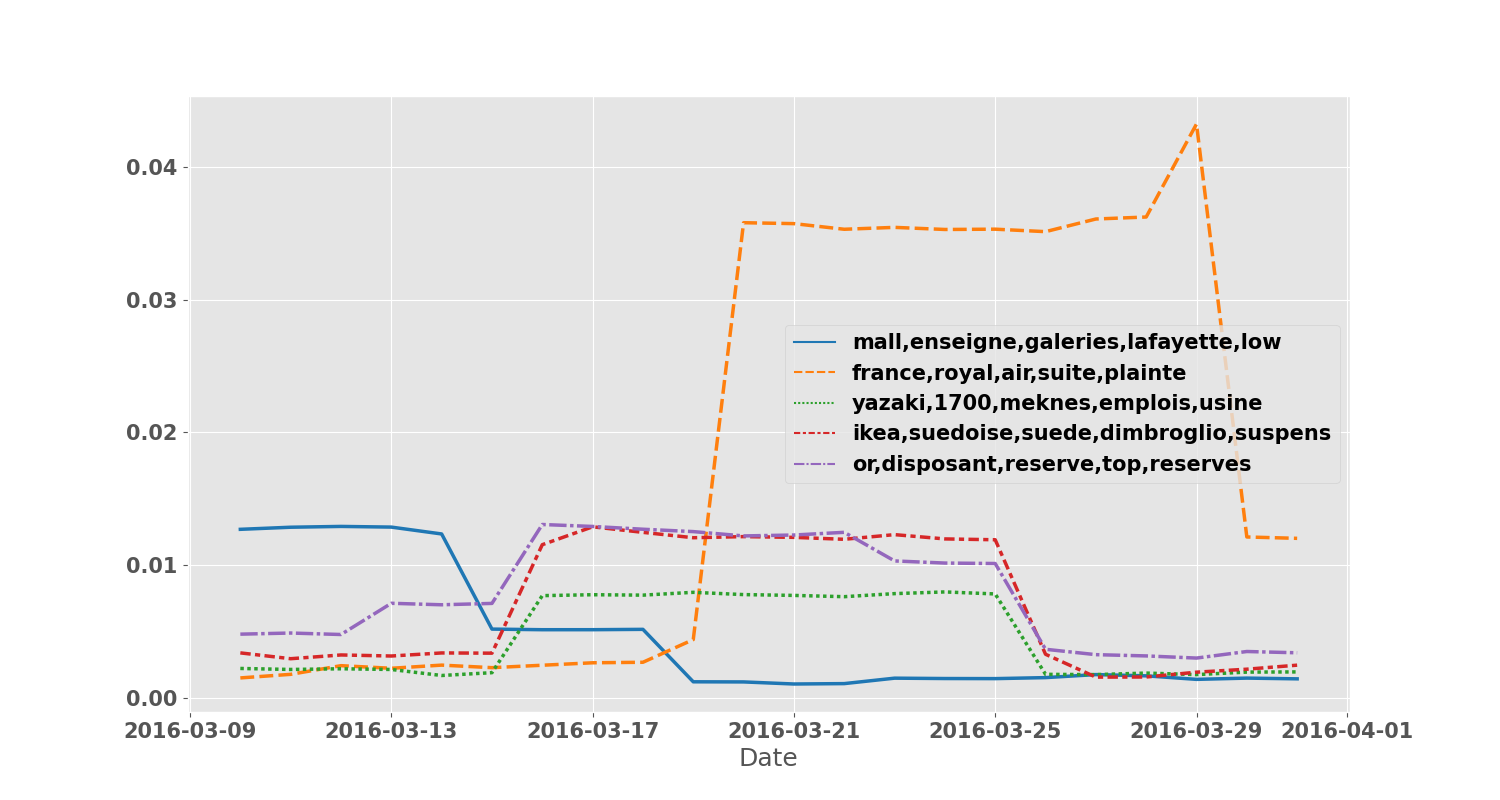 0.04
0.03
0.02
0.01
0.00
mall,enseigne,galeries,lafayette,low
france,royal,air,suite,plainte
yazaki,1700,meknes,emplois,usine
ikea,suedoise,suede,dimbroglio,suspens
or,disposant,reserve,top,reserves
2016-03-09 2016-03-13 2016-03-17 2016-03-21 2016-03-25 2016-03-29 2016-04-01
Date